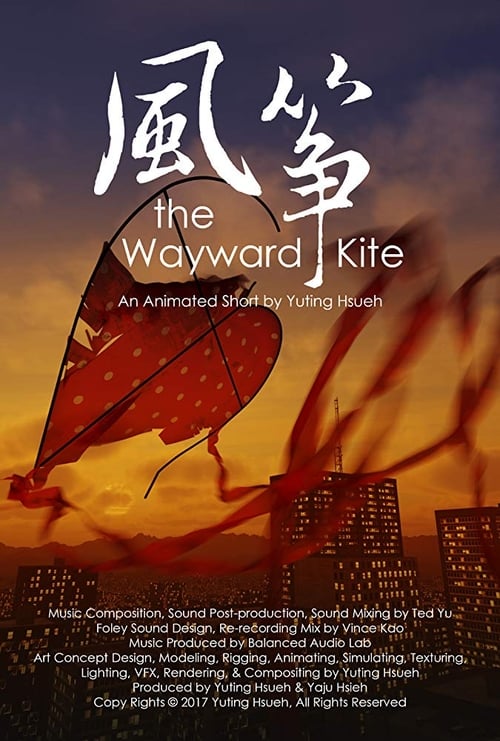 風箏
the
Wayward Kite
An Animated Short by Yuting Hsueh
Music Composition, Sound Post-production, Sound Mixing by Ted Yu
Foley Sound Design, Re-recording Mix by Vince Kao
Music Produced by Balanced Audio Lab
Art Concept Design, Modeling, Rigging, Animating, Simulating, Texturing,
Lighting, VFX, Rendering, & Compositing by Yuting Hsueh
Produced by Yuting Hsueh & Yaju Hsieh
Copy Rights © 2017 Yuting Hsueh, All Rights Reserved